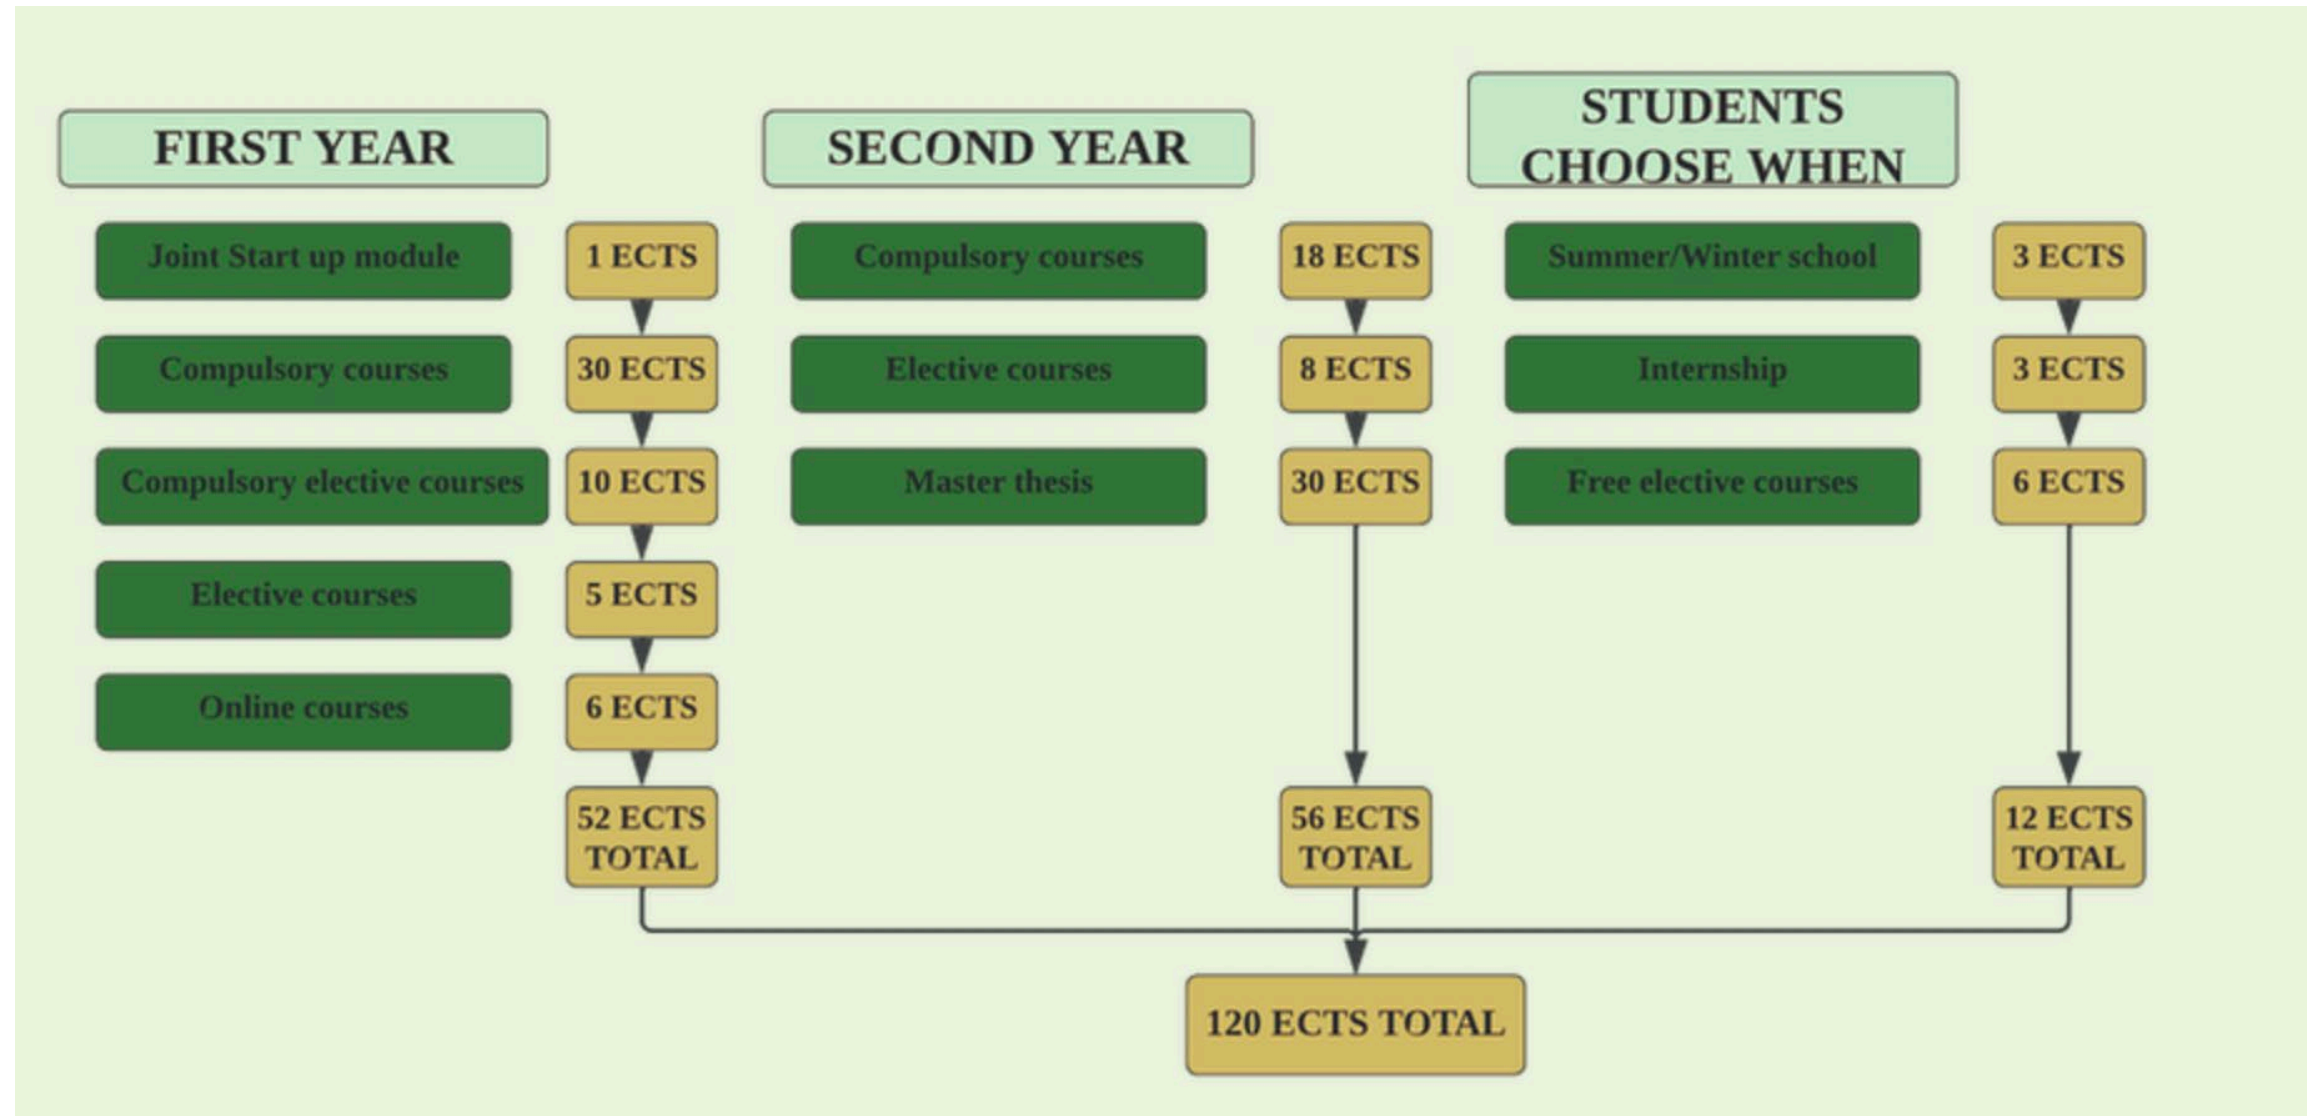 FIRST YEAR
Joint Start up module
1 ECTS
Compulsory courses
30 ECTS
Compulsory elective courses
10 ECTS
Elective courses
5 ECTS
Online courses
6 ECTS
52 ECTS
TOTAL
SECOND YEAR
Compulsory courses
18 ECTS
Elective courses
8 ECTS
Master thesis
30 ECTS
56 ECTS
TOTAL
STUDENTS
CHOOSE WHEN
Summer/Winter school
3 ECTS
Internship
3 ECTS
Free elective courses
6 ECTS
12 ECTS
TOTAL
120 ECTS TOTAL